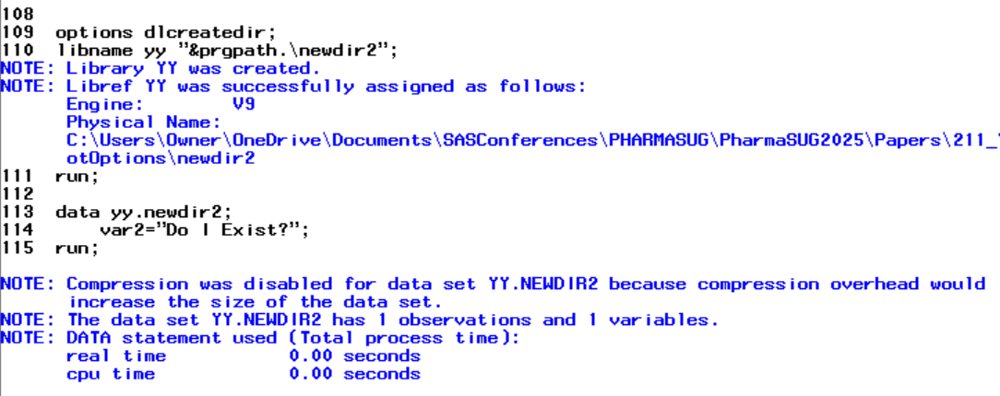 108
109  options dlcreatedir;
110  libname yy "&prgpath.\newdir2";
NOTE: Library YY was created.
NOTE: Libref YY was successfully assigned as follows:
      Engine:        V9
      Physical Name:
      C:\Users\Owner\OneDrive\Documents\SASConferences\PHARMASUG\PharmaSUG2025\Papers\211_
      otOptions\newdir2
111  run;
112
113  data yy.newdir2;
114      var2="Do I Exist?";
115  run;
NOTE: Compression was disabled for data set YY.NEWDIR2 because compression overhead would
      increase the size of the data set.
NOTE: The data set YY.NEWDIR2 has 1 observations and 1 variables.
NOTE: DATA statement used (Total process time):
      real time           0.00 seconds
      cpu time            0.00 seconds